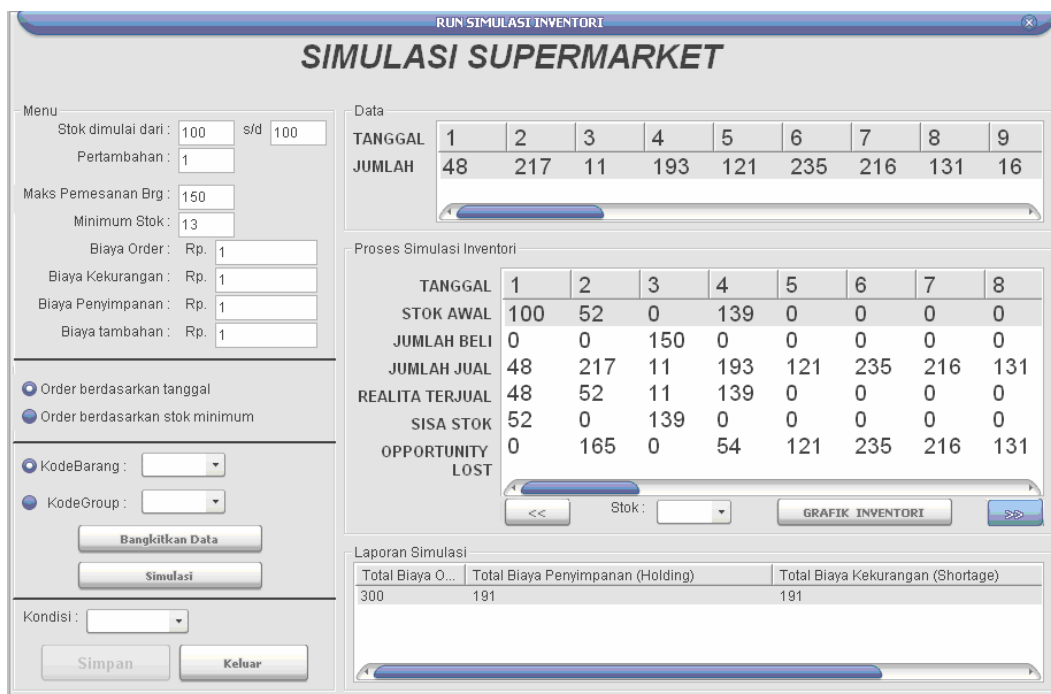 RUN SIMULASI INVENTORI
SIMULASI SUPERMARKET
Menu
Stok dimulai dari : 100 s/d 100
Pertambahan : 1
Maks Pemesanan Brg : 150
Minimum Stok : 13
Biaya Order : Rp. 1
Biaya Kekurangan : Rp. 1
Biaya Penyimpanan : Rp. 1
Biaya tambahan : Rp. 1
Order berdasarkan tanggal
Order berdasarkan stok minimum
KodeBarang :
KodeGroup :
Bangkitkan Data
Simulasi
Kondisi :
Simpan Keluar
Data
TANGGAL 1 2 3 4 5 6 7 8 9
JUMLAH 48 217 11 193 121 235 216 131 16
Proses Simulasi Inventori
TANGGAL 1 2 3 4 5 6 7 8
STOK AWAL 100 52 0 139 0 0 0 0
JUMLAH BELI 0 0 150 0 0 0 0 0
JUMLAH JUAL 48 217 11 193 121 235 216 131
REALITA TERJUAL 48 52 11 139 0 0 0 0
SISA STOK 52 0 139 0 0 0 0 0
OPPORTUNITY 0 165 0 54 121 235 216 131
LOST
<< Stok : GRAFIK INVENTORI >>
Laporan Simulasi
Total Biaya O... Total Biaya Penyimpanan (Holding) Total Biaya Kekurangan (Shortage)
300 191 191